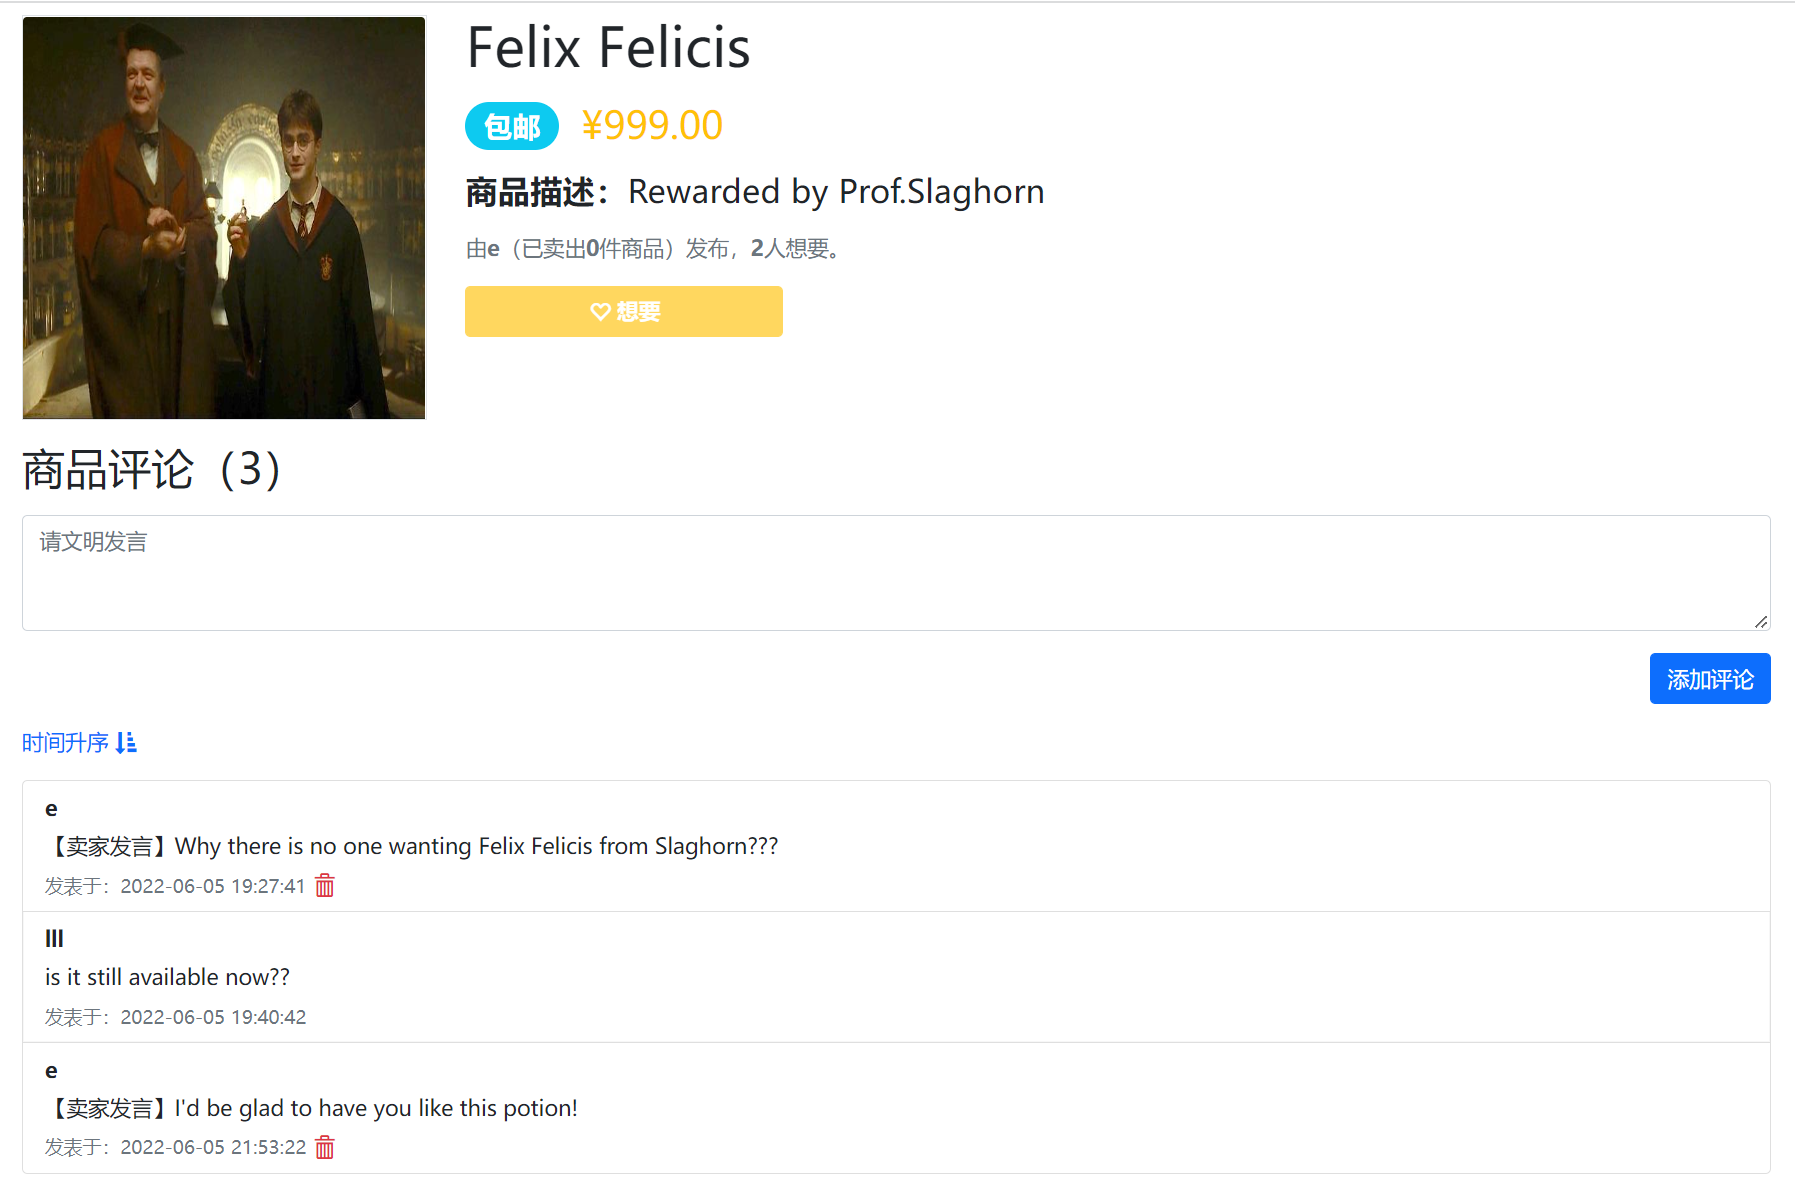 Felix Felicis
包邮 ¥999.00
商品描述：Rewarded by Prof.Slaghorn
由e（已卖出0件商品）发布，2人想要。
想要
商品评论（3）
请文明发言
添加评论
时间升序
e
【卖家发言】Why there is no one wanting Felix Felicis from Slaghorn???
发表于：2022-06-05 19:27:41
lll
is it still available now??
发表于：2022-06-05 19:40:42
e
【卖家发言】I'd be glad to have you like this potion!
发表于：2022-06-05 21:53:22